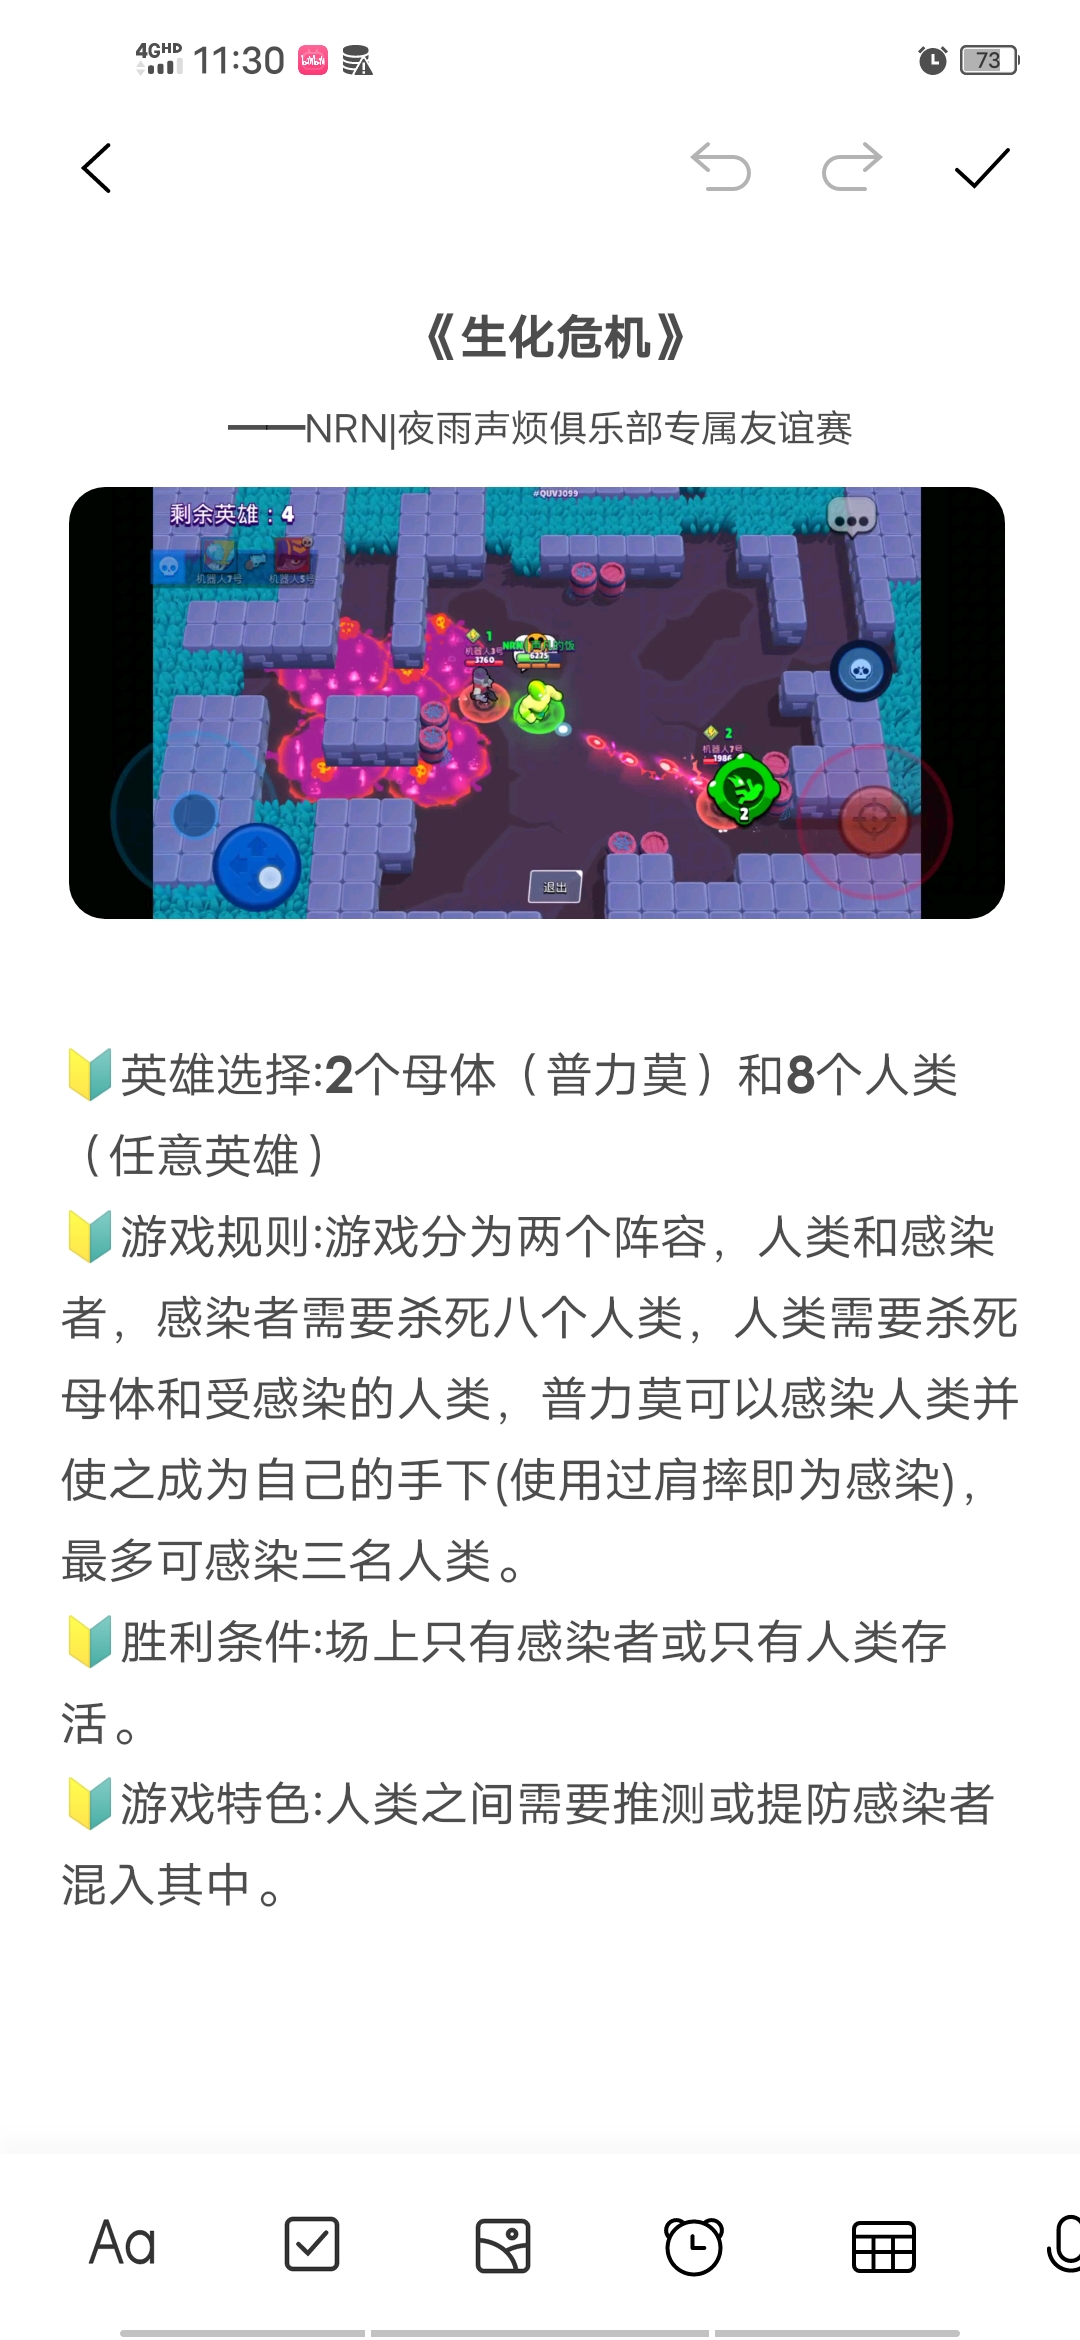 4GHD 11:30
73
《生化危机》
——NRN|夜雨声烦俱乐部专属友谊赛
#QUVJ099
剩余英雄：4
机器人7号 机器人5号
1
机器人3号
3760
6225
2
机器人7号
1986
2
退出
英雄选择:2个母体（普力莫）和8个人类
（任意英雄）
游戏规则:游戏分为两个阵容，人类和感染
者，感染者需要杀死八个人类，人类需要杀死
母体和受感染的人类，普力莫可以感染人类并
使之成为自己的手下(使用过肩摔即为感染)，
最多可感染三名人类。
胜利条件:场上只有感染者或只有人类存
活。
游戏特色:人类之间需要推测或提防感染者
混入其中。
Aa